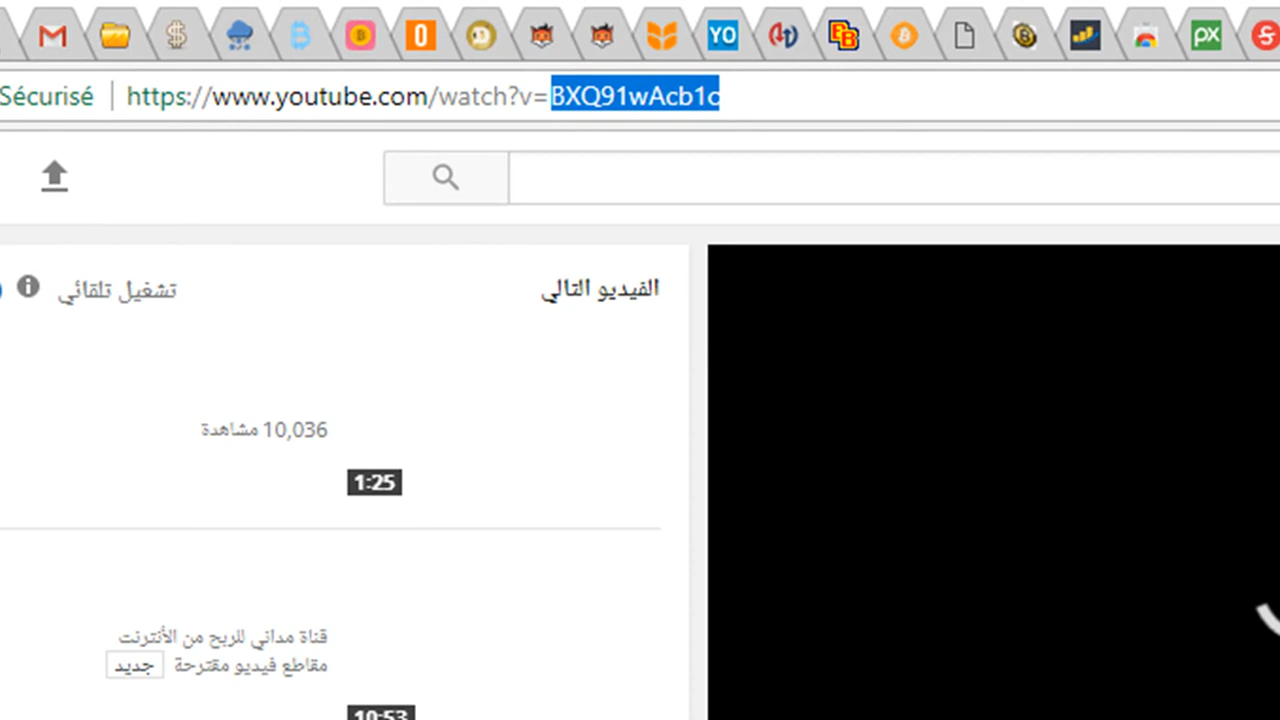 YO
px
Sécurisé
https://www.youtube.com/watch?v=BXQ91wAcb1c
الفيديو التالي
تشغيل تلقائي
10,036 مشاهدة
1:25
قناة مداني للربح من الأنترنت
مقاطع فيديو مقترحة
جديد
10:53